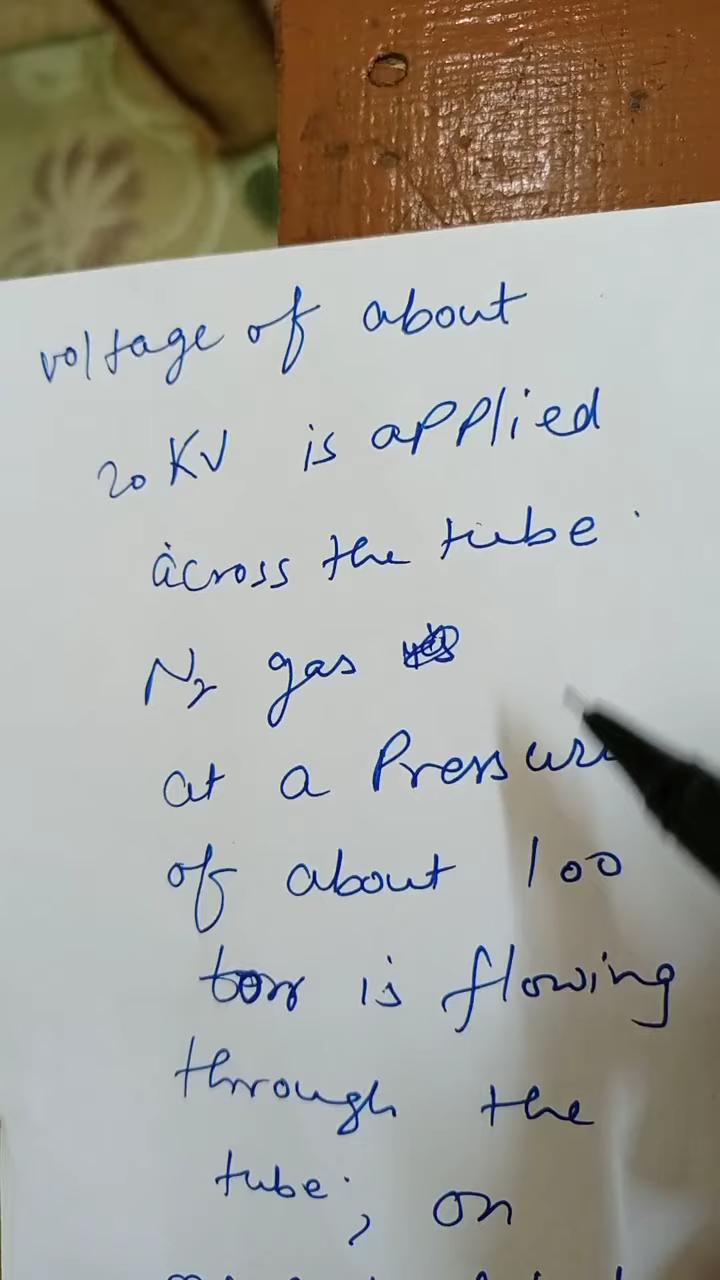 voltage of about
20 KV is applied
across the tube.
N2 gas
at a Pressure
of about 100
torr is flowing
through the
tube, on